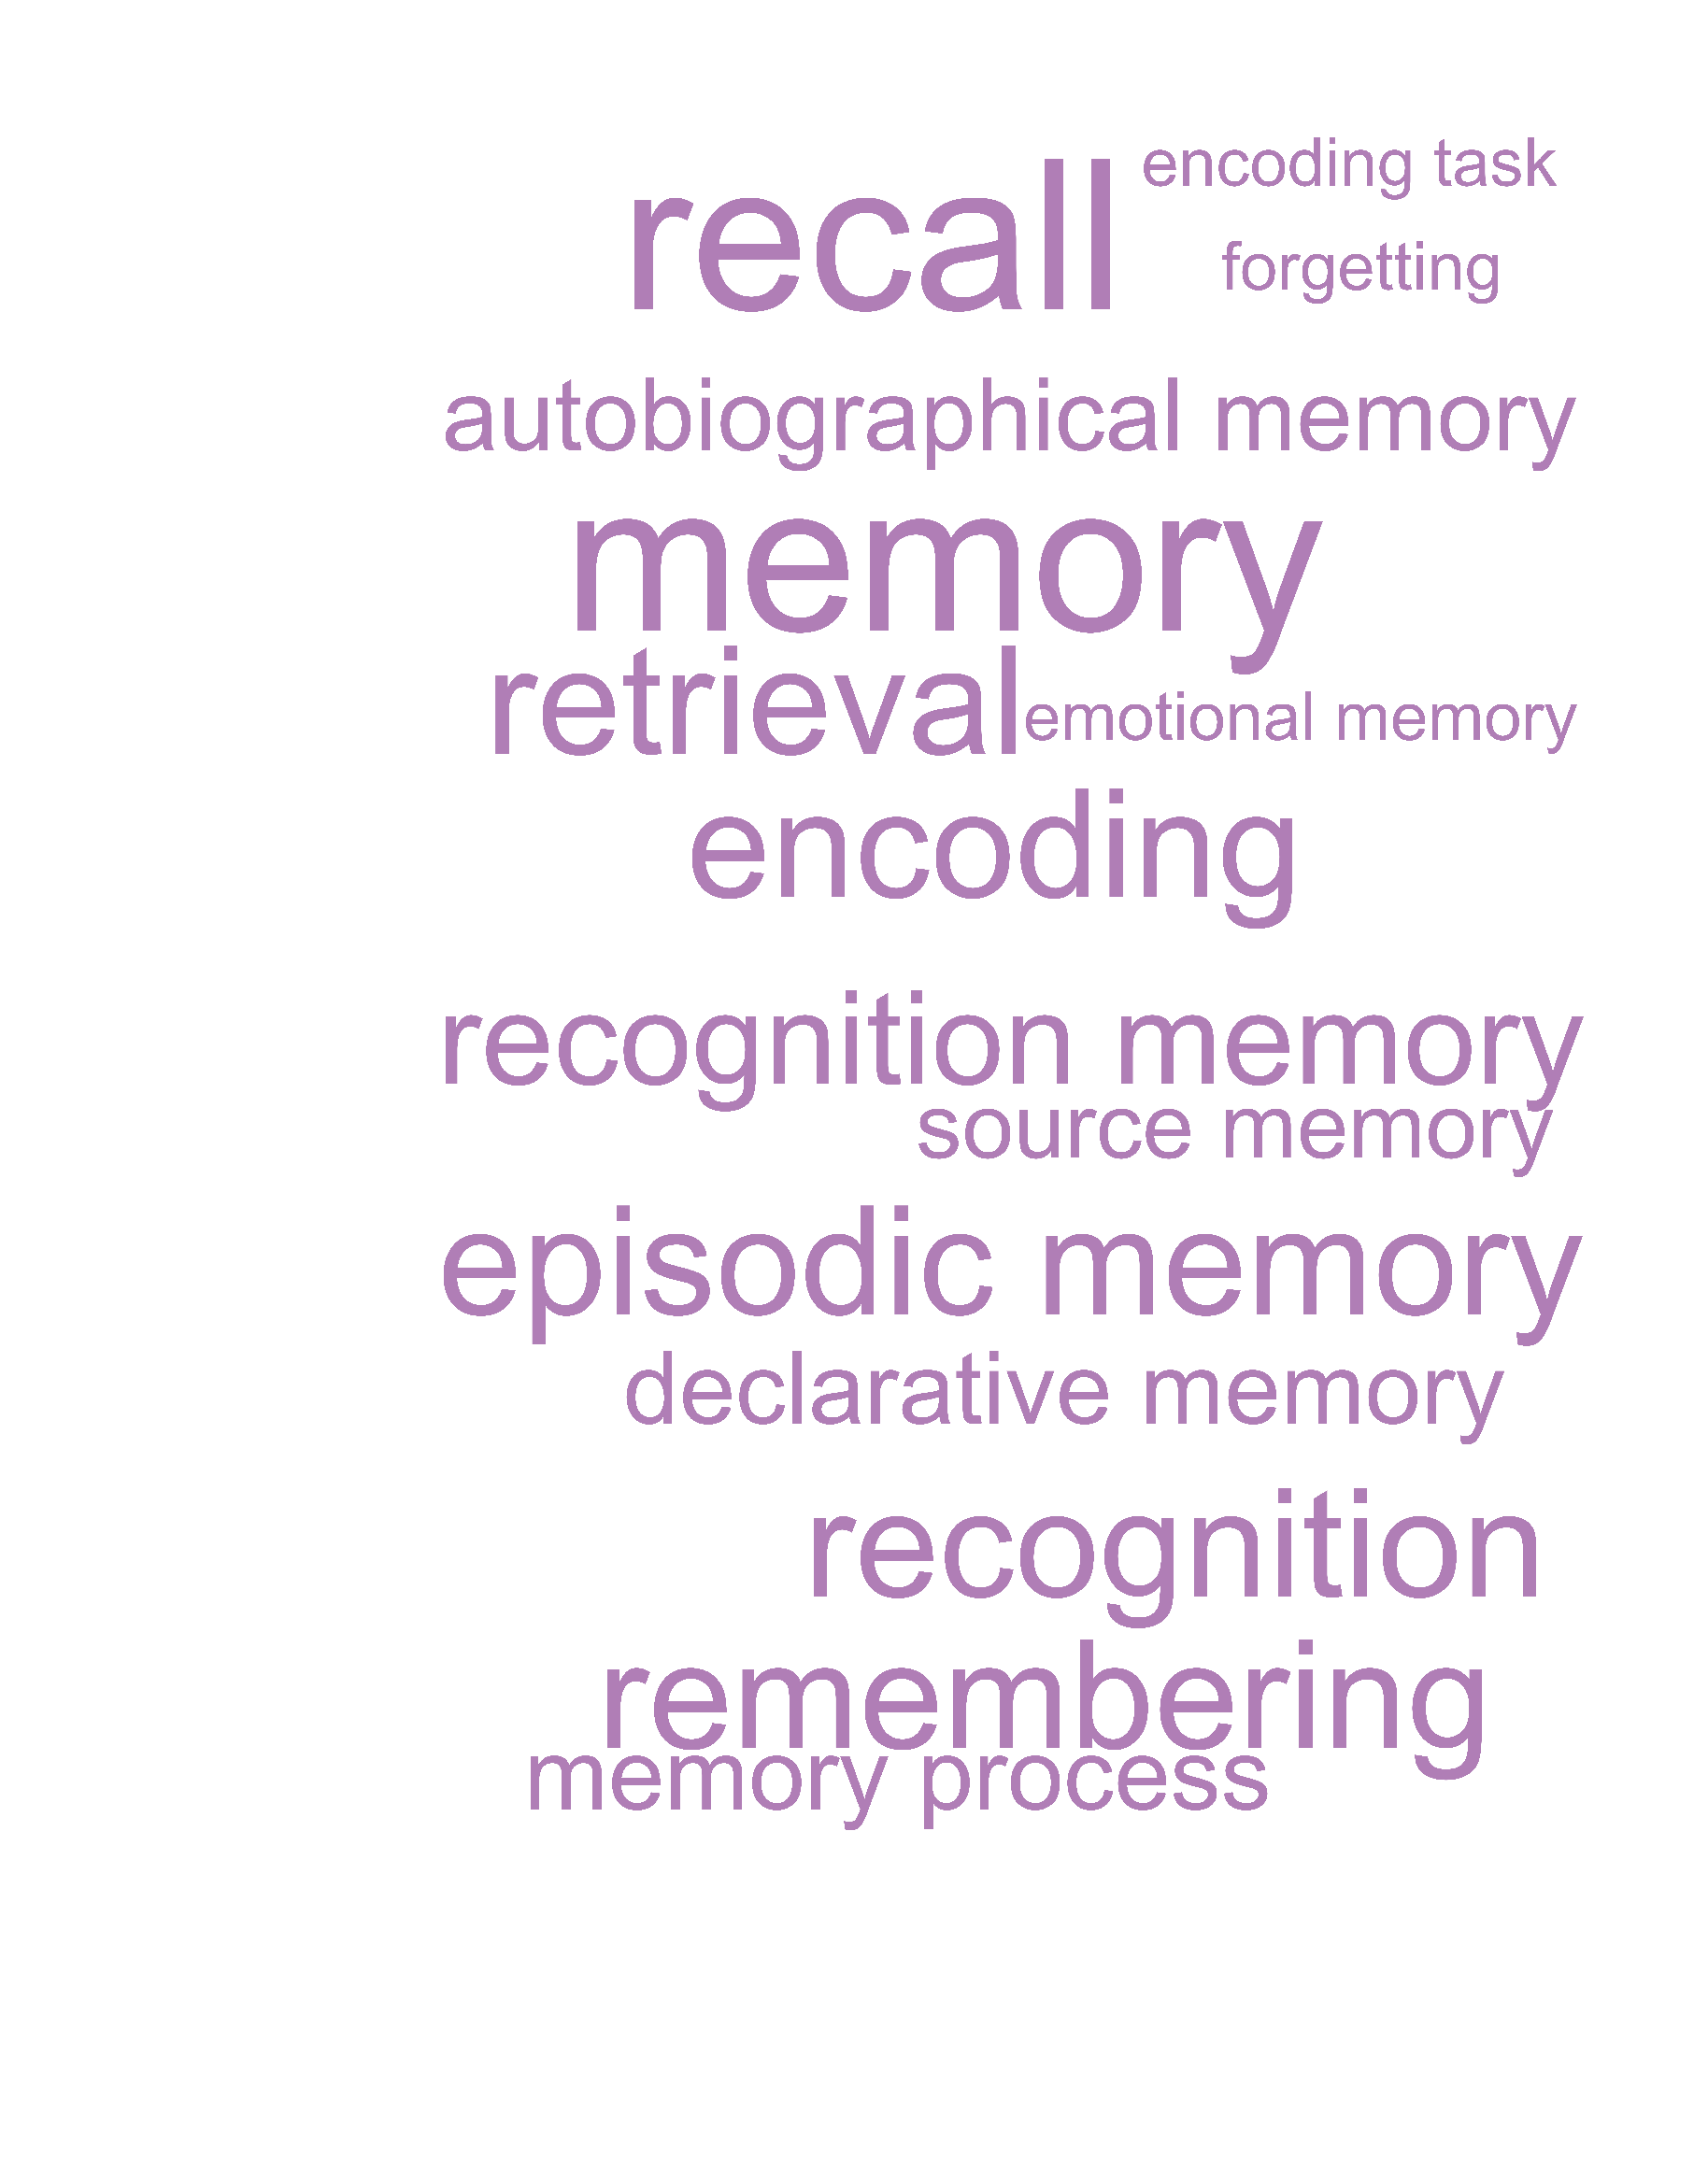 encoding task
recall
forgetting
autobiographical memory
memory
retrieval
emotional memory
encoding
recognition memory
source memory
episodic memory
declarative memory
recognition
remembering
memory process